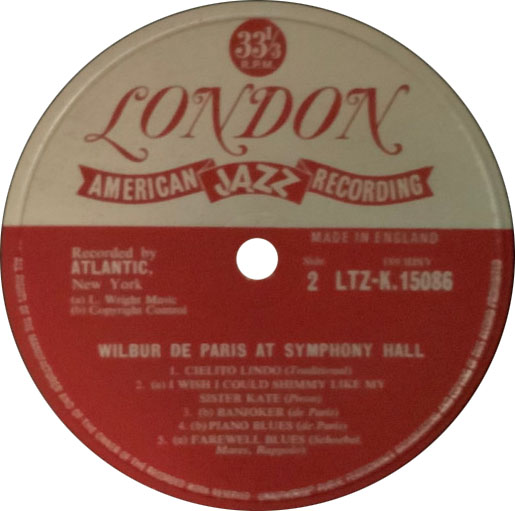 33⅓
R.P.M.
LONDON
AMERICAN JAZZ RECORDING
MADE IN ENGLAND
Recorded by
ATLANTIC.
New York
Side
2 LTZ-K.15086
(a) L. Wright Music
(b) Copyright Control
WILBUR DE PARIS AT SYMPHONY HALL
1. CIELITO LINDO (Traditional)
2. (a) I WISH I COULD SHIMMY LIKE MY
SISTER KATE (Piron)
3. (b) BANJOKER (de Paris)
4. (b) PIANO BLUES (de Paris)
5. (a) FAREWELL BLUES (Schoebel,
Mares, Rappolo)